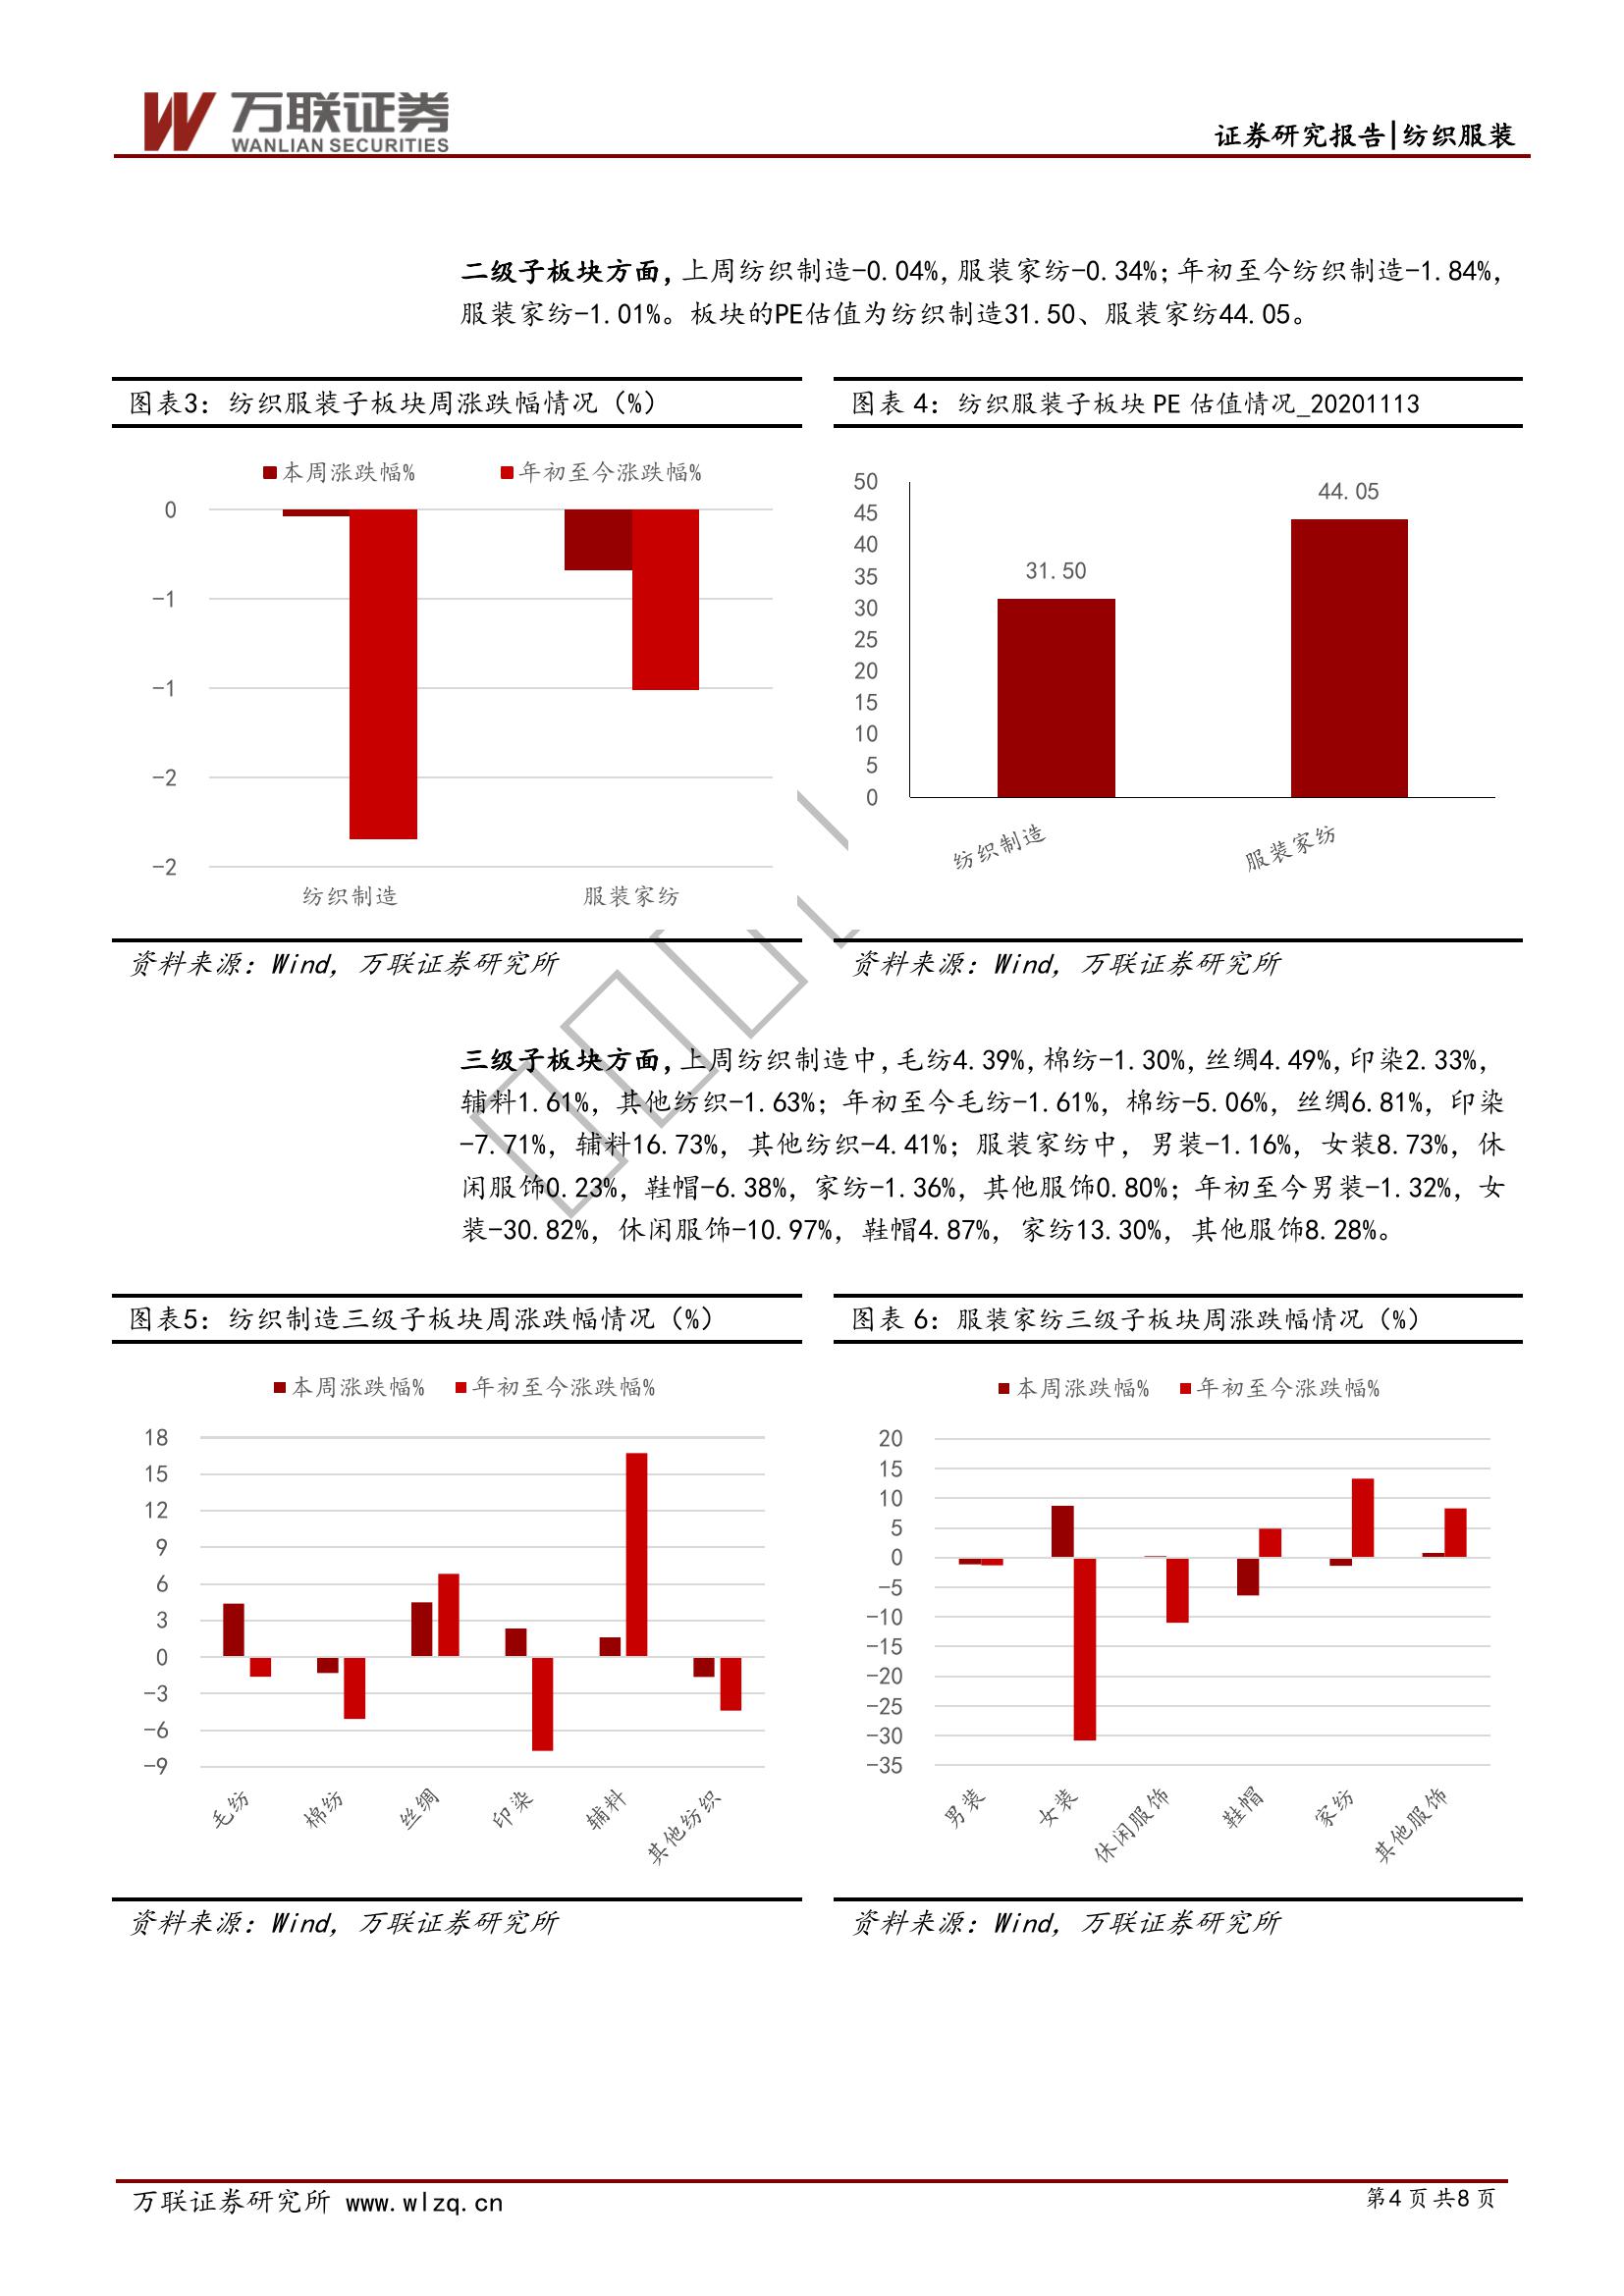 万联证券
WANLIAN SECURITIES
证券研究报告|纺织服装
二级子板块方面，上周纺织制造-0.04%，服装家纺-0.34%；年初至今纺织制造-1.84%，
服装家纺-1.01%。板块的PE估值为纺织制造31.50、服装家纺44.05。
图表3：纺织服装子板块周涨跌幅情况（%）
本周涨跌幅% 年初至今涨跌幅%
0
-1
-1
-2
-2
纺织制造 服装家纺
资料来源：Wind，万联证券研究所
图表 4：纺织服装子板块 PE 估值情况_20201113
50
45
40
35
30
25
20
15
10
5
0
31.50
44.05
纺织制造 服装家纺
资料来源：Wind，万联证券研究所
三级子板块方面，上周纺织制造中，毛纺4.39%，棉纺-1.30%，丝绸4.49%，印染2.33%，
辅料1.61%，其他纺织-1.63%；年初至今毛纺-1.61%，棉纺-5.06%，丝绸6.81%，印染
-7.71%，辅料16.73%，其他纺织-4.41%；服装家纺中，男装-1.16%，女装8.73%，休
闲服饰0.23%，鞋帽-6.38%，家纺-1.36%，其他服饰0.80%；年初至今男装-1.32%，女
装-30.82%，休闲服饰-10.97%，鞋帽4.87%，家纺13.30%，其他服饰8.28%。
图表5：纺织制造三级子板块周涨跌幅情况（%）
本周涨跌幅% 年初至今涨跌幅%
18
15
12
9
6
3
0
-3
-6
-9
毛纺 棉纺 丝绸 印染 辅料 其他纺织
资料来源：Wind，万联证券研究所
图表 6：服装家纺三级子板块周涨跌幅情况（%）
本周涨跌幅% 年初至今涨跌幅%
20
15
10
5
0
-5
-10
-15
-20
-25
-30
-35
男装 女装 休闲服饰 鞋帽 家纺 其他服饰
资料来源：Wind，万联证券研究所
万联证券研究所 www.wlzq.cn
第4页共8页